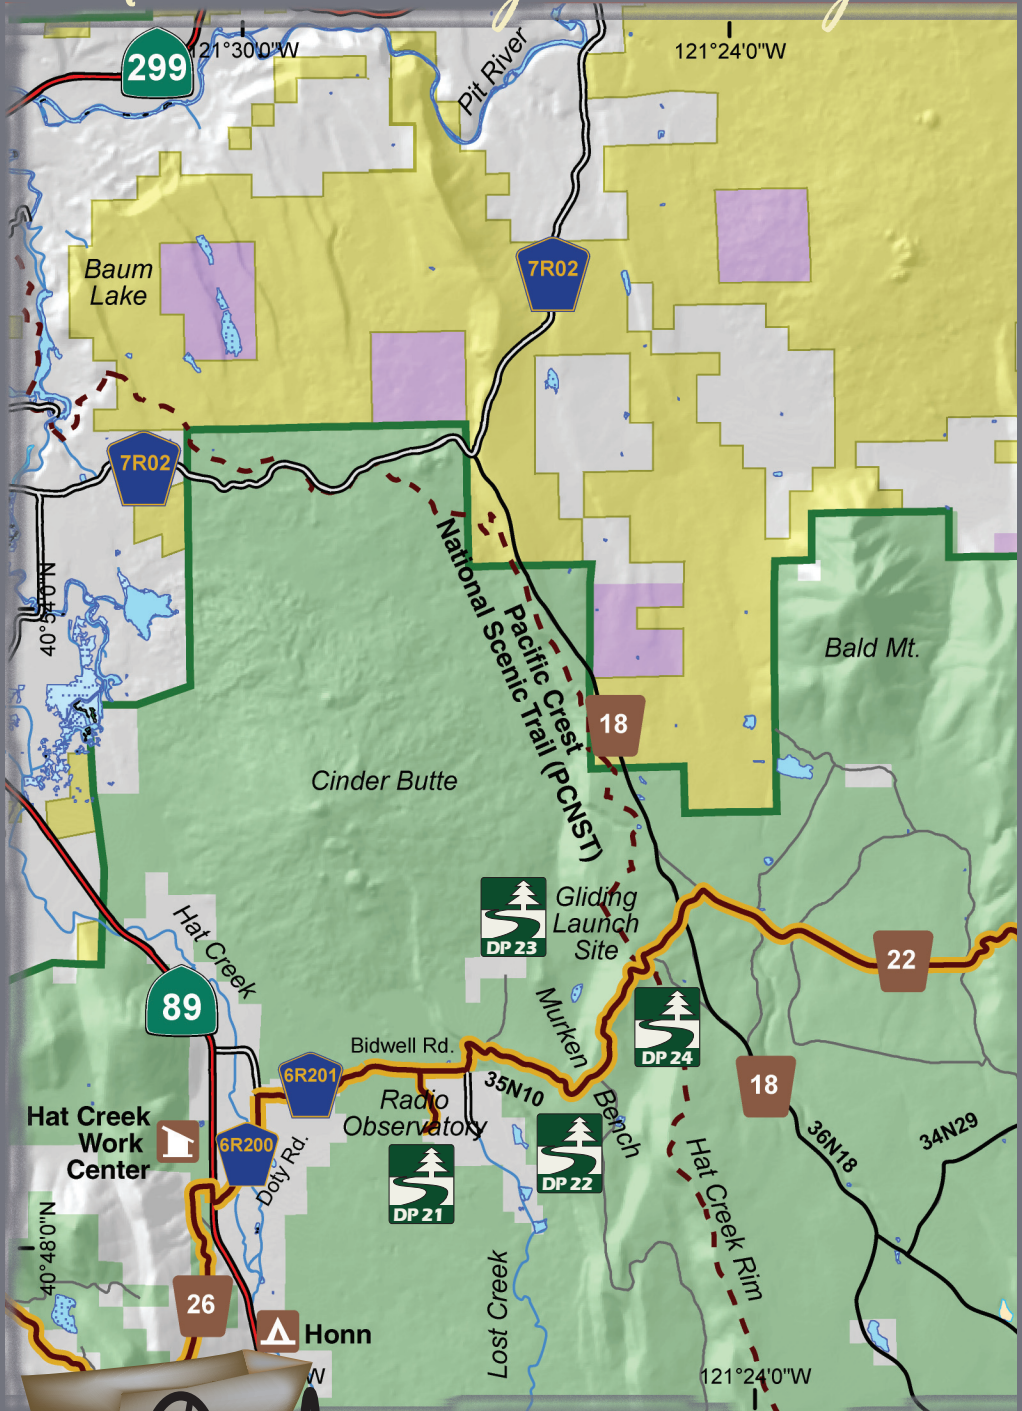 121°30'0"W
121°24'0"W
299
Pit River
Baum
Lake
7R02
7R02
40°54'0"N
National Scenic Trail (PCNST)
Pacific Crest
Bald Mt.
18
Cinder Butte
Gliding
Launch
Site
DP 23
22
Hat Creek
89
Murken
Bench
DP 24
Bidwell Rd.
6R201
35N10
18
Radio
Observatory
Hat Creek
Work
Center
6R200
Doty Rd.
DP 21
DP 22
36N18
34N29
Hat Creek Rim
40°48'0"N
26
Lost Creek
Honn
W
121°24'0"W